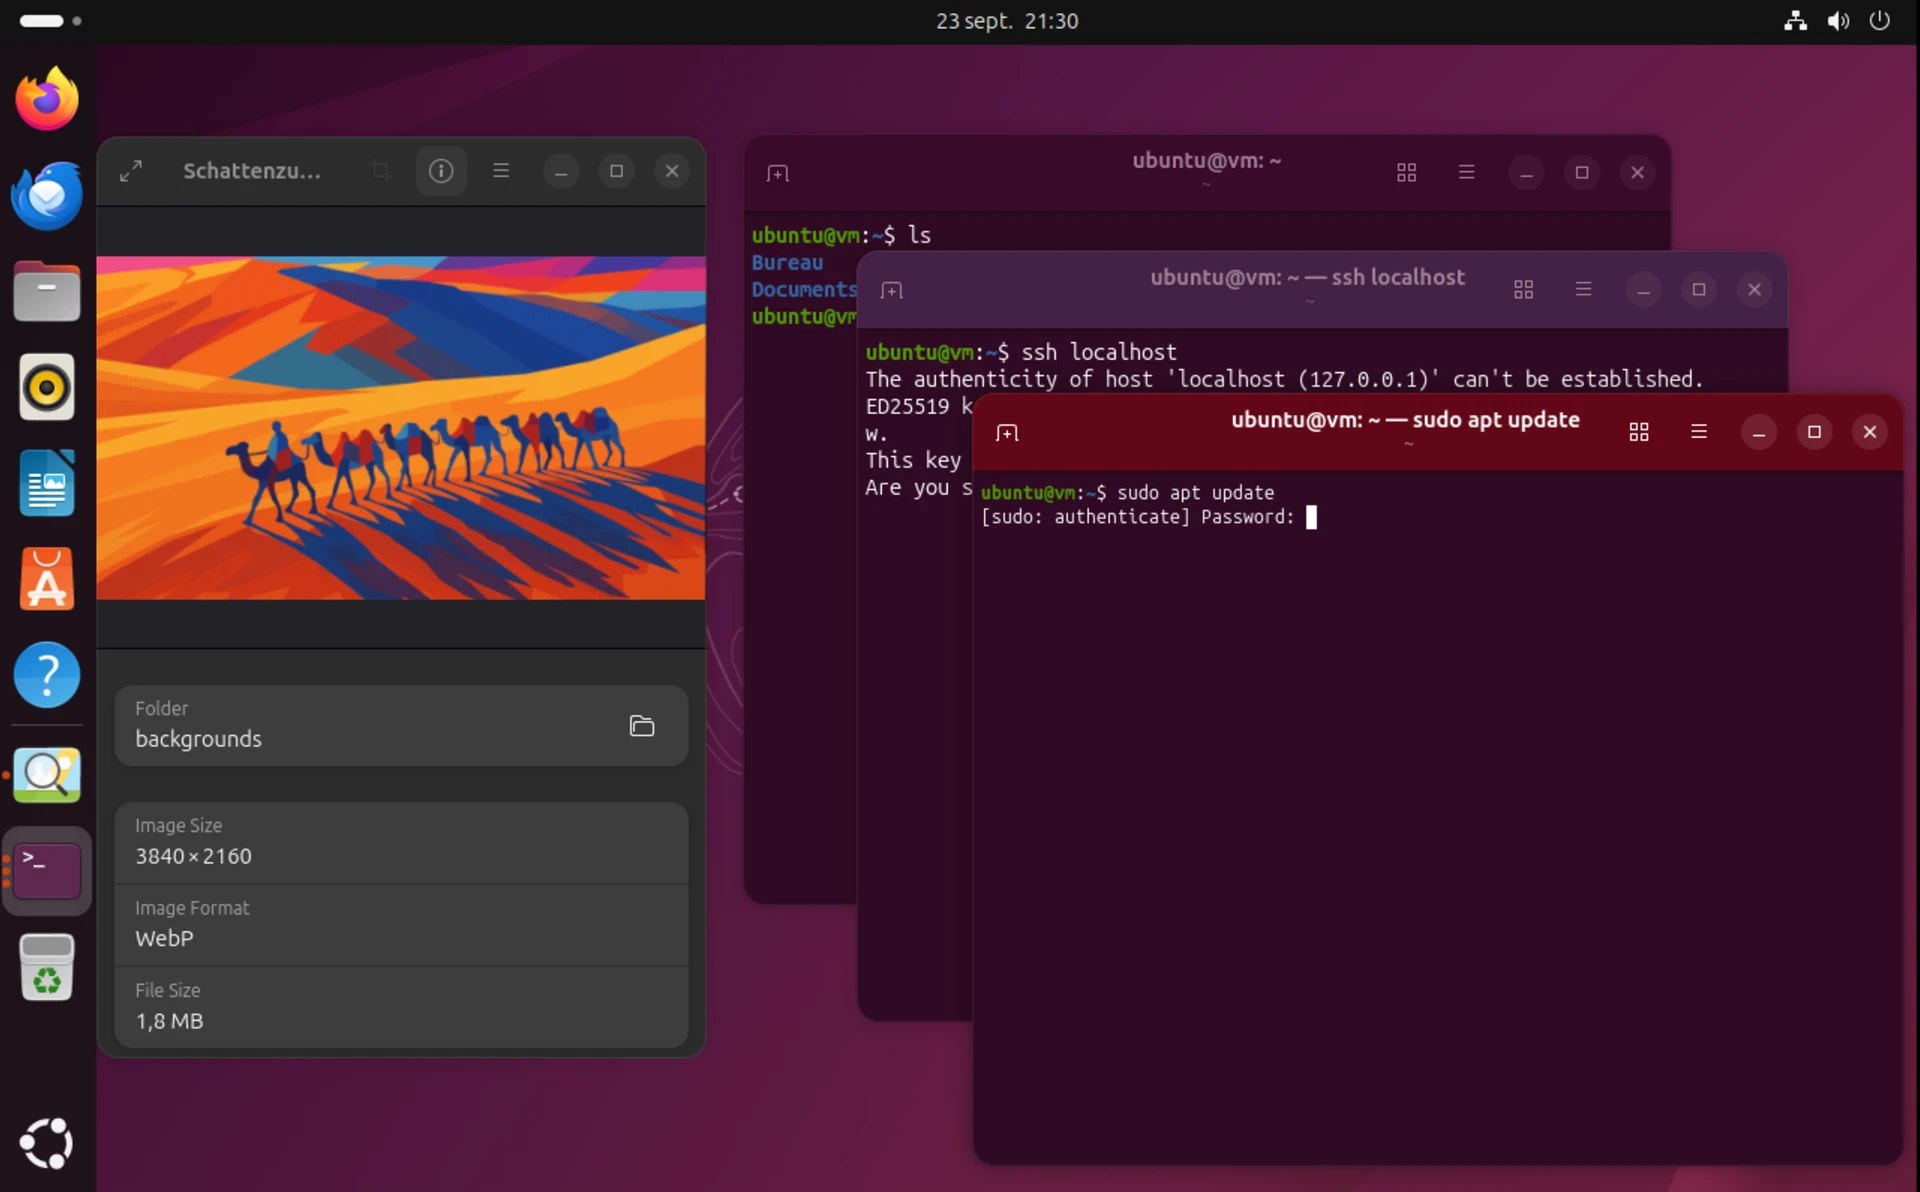 23 sept. 21:30
Schattenzu...
Folder
backgrounds
Image Size
3840 × 2160
Image Format
WebP
File Size
1,8 MB
ubuntu@vm: ~
~
ubuntu@vm:~$ ls
Bureau
Documents
ubuntu@vm
ubuntu@vm: ~ — ssh localhost
~
ubuntu@vm:~$ ssh localhost
The authenticity of host 'localhost (127.0.0.1)' can't be established.
ED25519 k
w.
This key
Are you s
ubuntu@vm: ~ — sudo apt update
~
ubuntu@vm:~$ sudo apt update
[sudo: authenticate] Password: